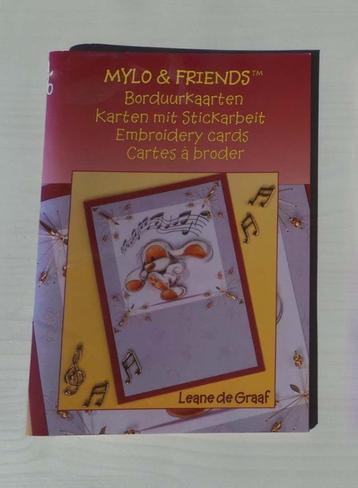 MYLO & FRIENDS™
Borduurkaarten
Karten mit Stickarbeit
Embroidery cards
Cartes à broder
Leane de Graaf